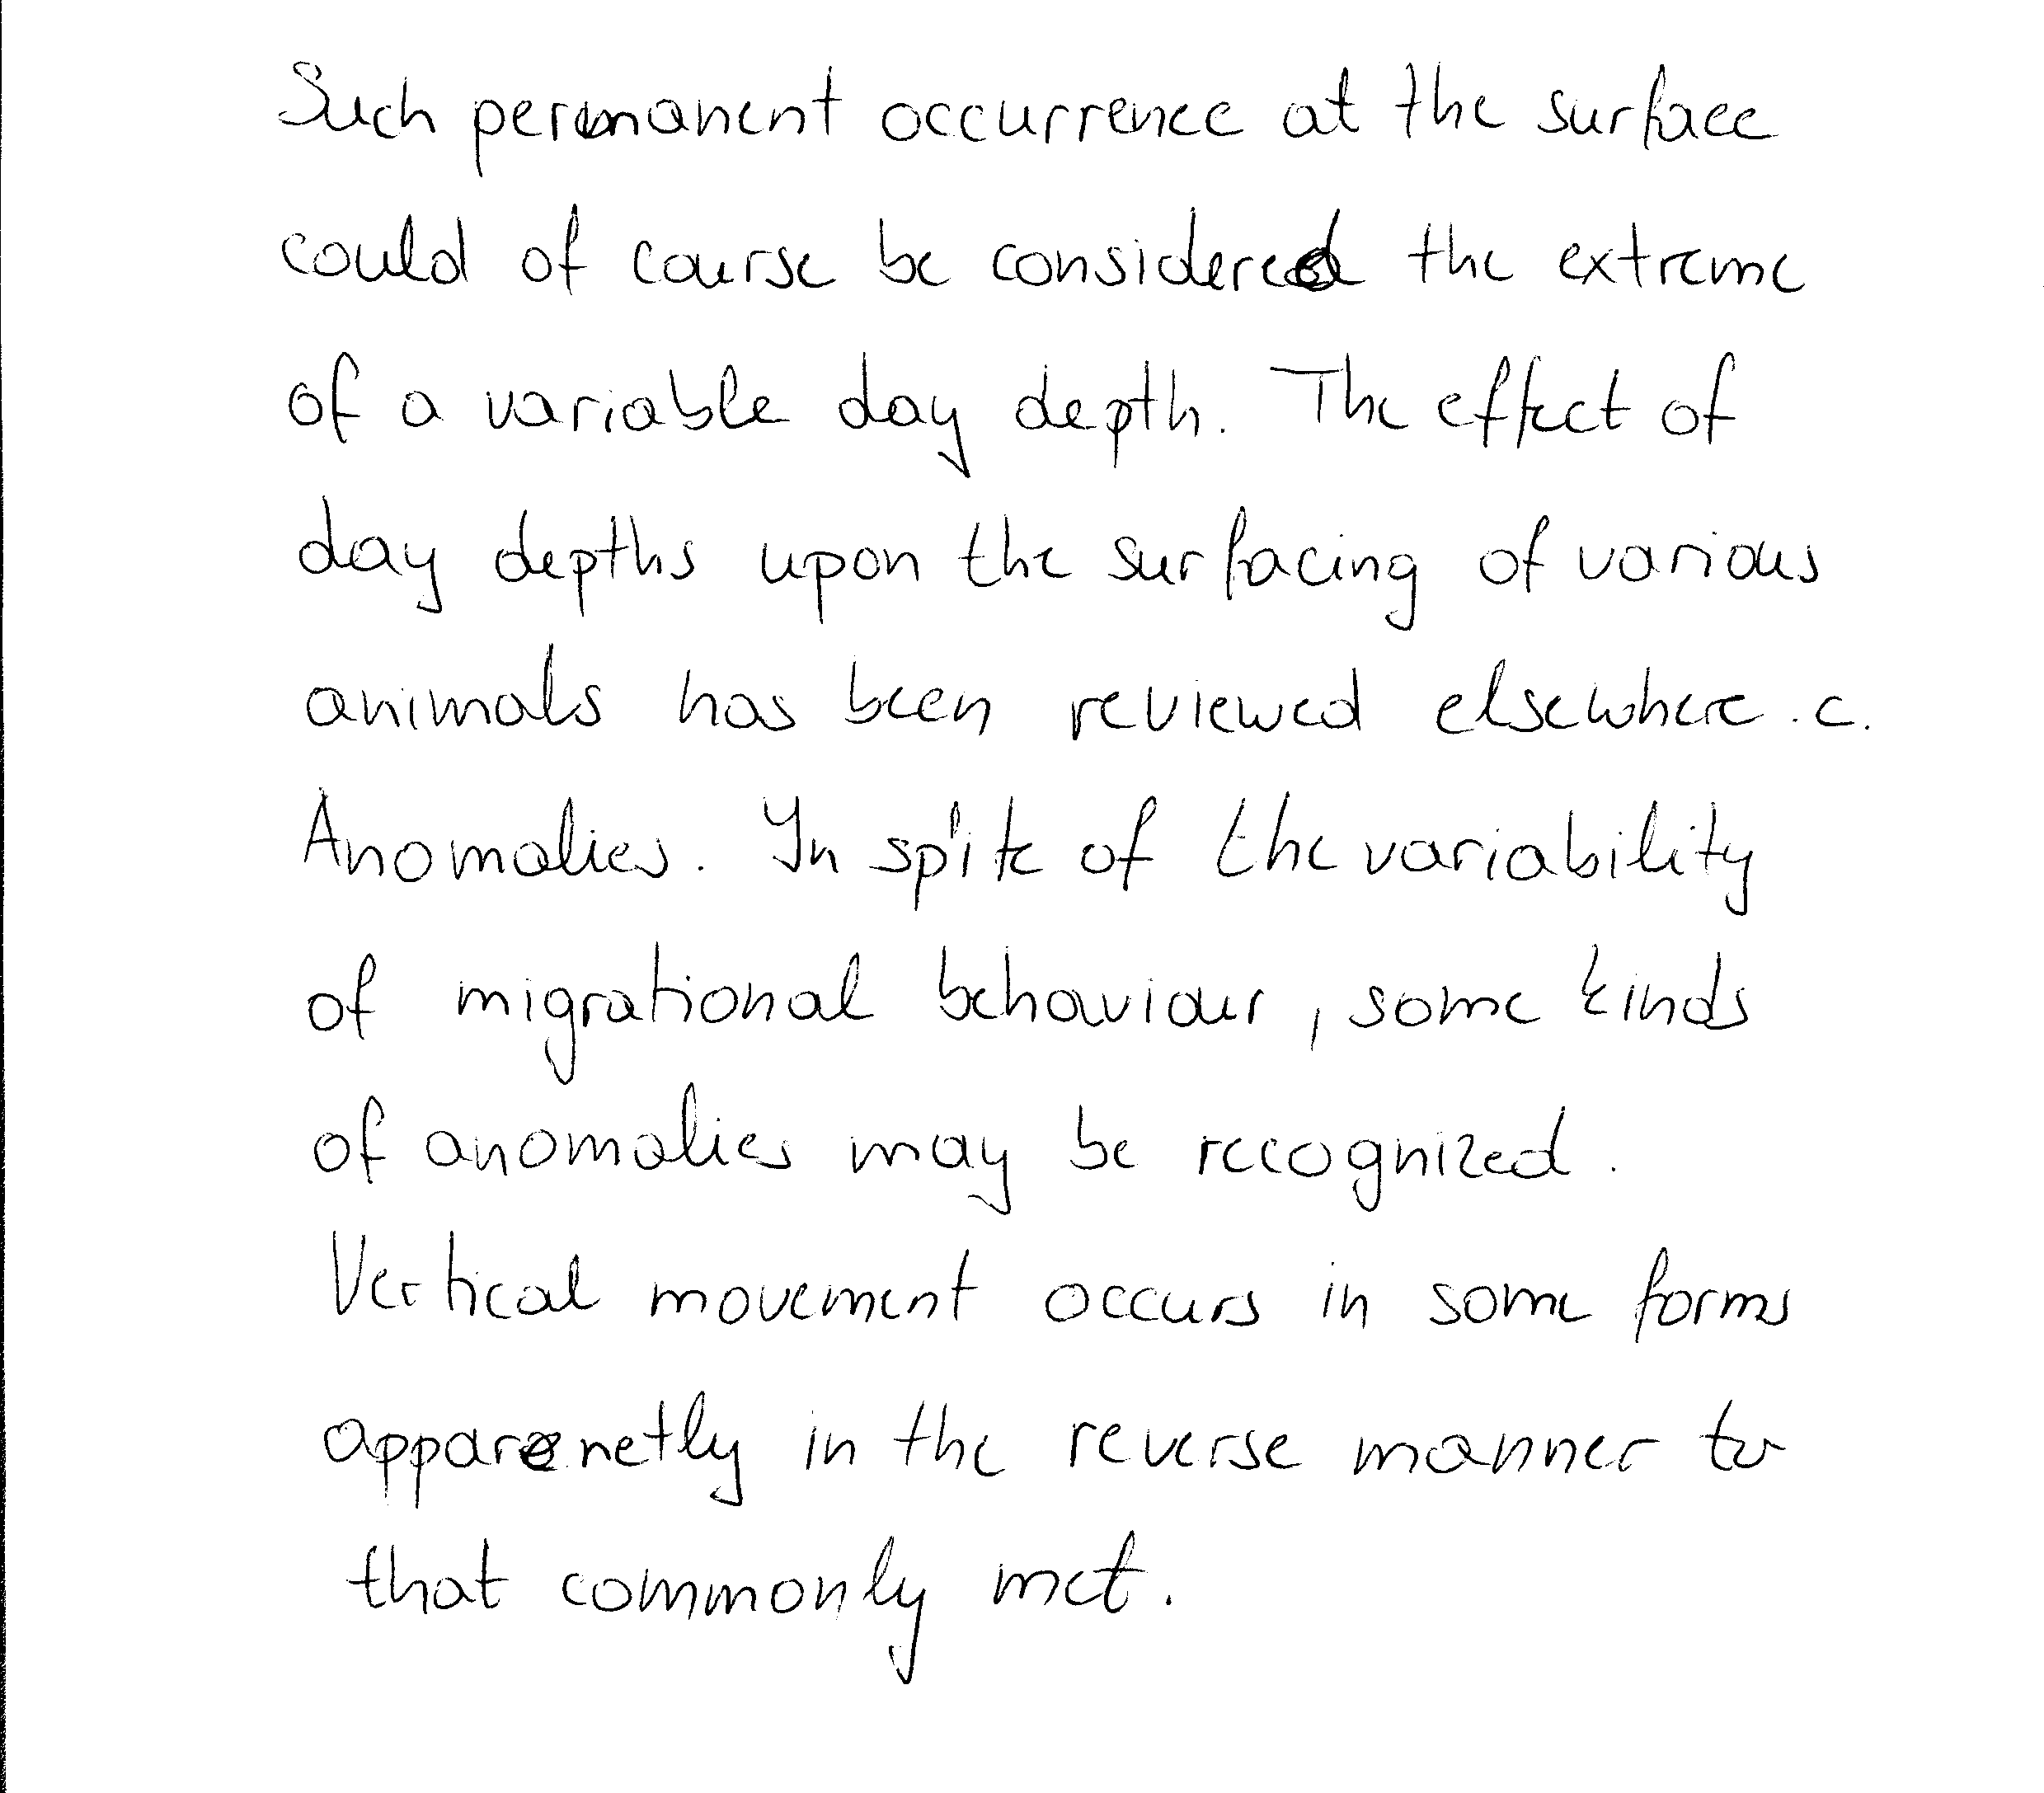 Such permanent occurrence at the surface
could of course be considered the extreme
of a variable day depth. The effect of
day depths upon the surfacing of various
animals has been reviewed elsewhere. c.
Anomalies. In spite of the variability
of migrational behaviour, some kinds
of anomalies may be recognized.
Vertical movement occurs in some forms
apparenetly in the reverse manner to
that commonly met.